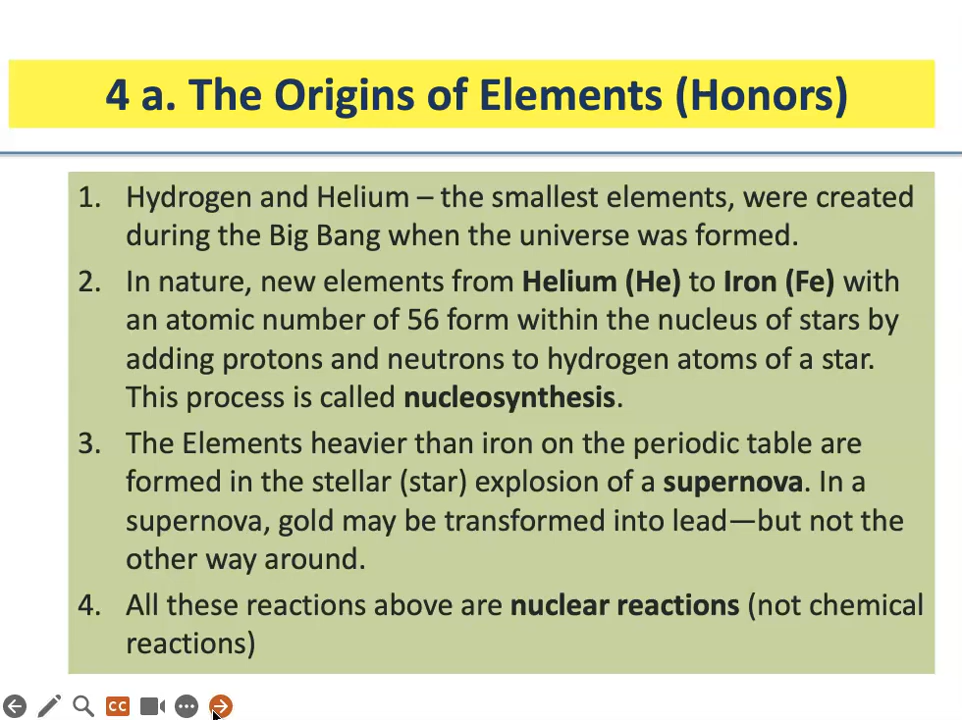 4 a. The Origins of Elements (Honors)
1. Hydrogen and Helium – the smallest elements, were created
during the Big Bang when the universe was formed.
2. In nature, new elements from Helium (He) to Iron (Fe) with
an atomic number of 56 form within the nucleus of stars by
adding protons and neutrons to hydrogen atoms of a star.
This process is called nucleosynthesis.
3. The Elements heavier than iron on the periodic table are
formed in the stellar (star) explosion of a supernova. In a
supernova, gold may be transformed into lead—but not the
other way around.
4. All these reactions above are nuclear reactions (not chemical
reactions)
CC